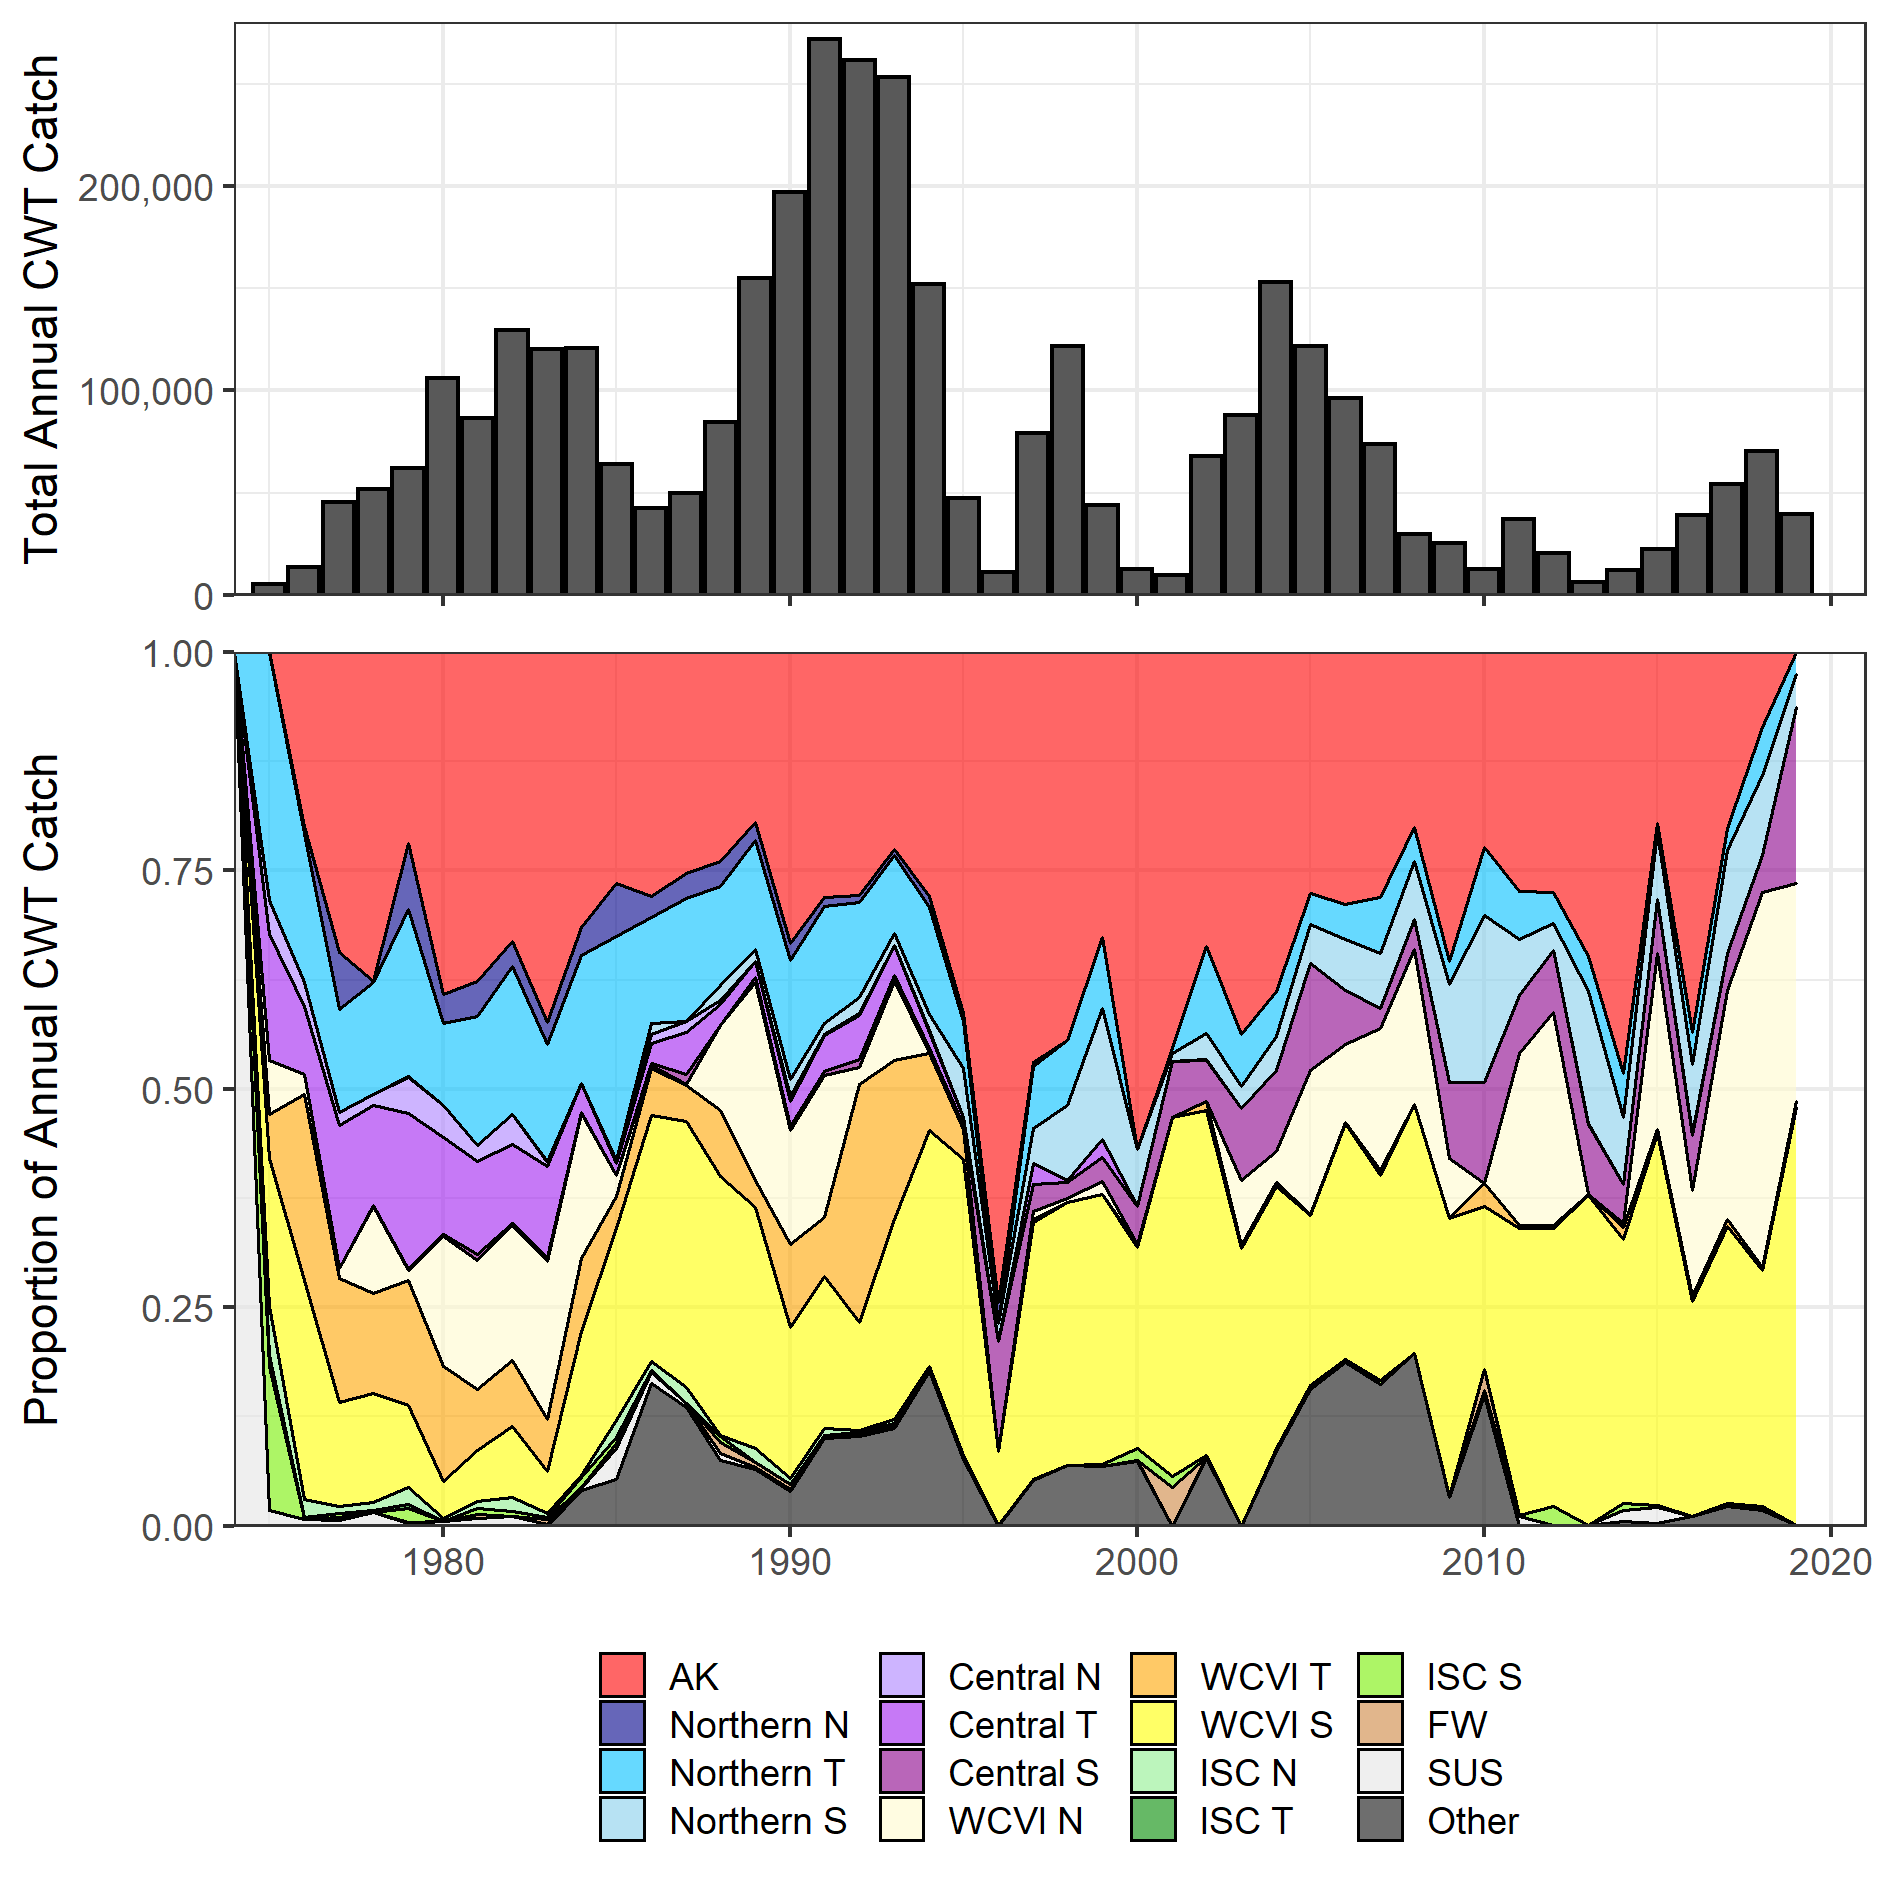 Total Annual CWT Catch
200,000
100,000
0
Proportion of Annual CWT Catch
1.00
0.75
0.50
0.25
0.00
1980 1990 2000 2010 2020
AK Central N WCVI T ISC S
Northern N Central T WCVI S FW
Northern T Central S ISC N SUS
Northern S WCVI N ISC T Other